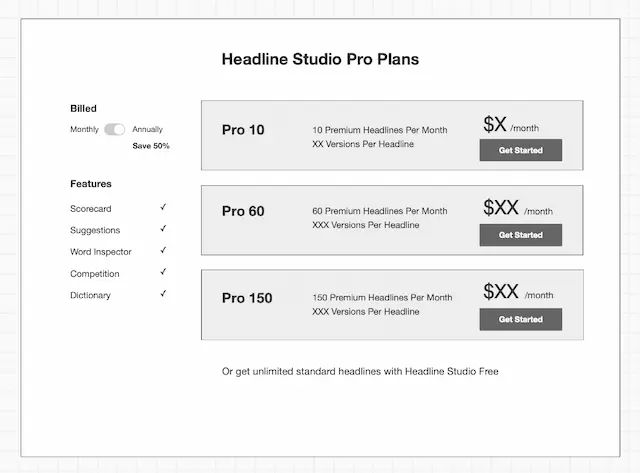 Headline Studio Pro Plans
Billed
Monthly Annually
Save 50%
Features
Scorecard ✓
Suggestions ✓
Word Inspector ✓
Competition ✓
Dictionary ✓
Pro 10
10 Premium Headlines Per Month
XX Versions Per Headline
$X /month
Get Started
Pro 60
60 Premium Headlines Per Month
XXX Versions Per Headline
$XX /month
Get Started
Pro 150
150 Premium Headlines Per Month
XXX Versions Per Headline
$XX /month
Get Started
Or get unlimited standard headlines with Headline Studio Free